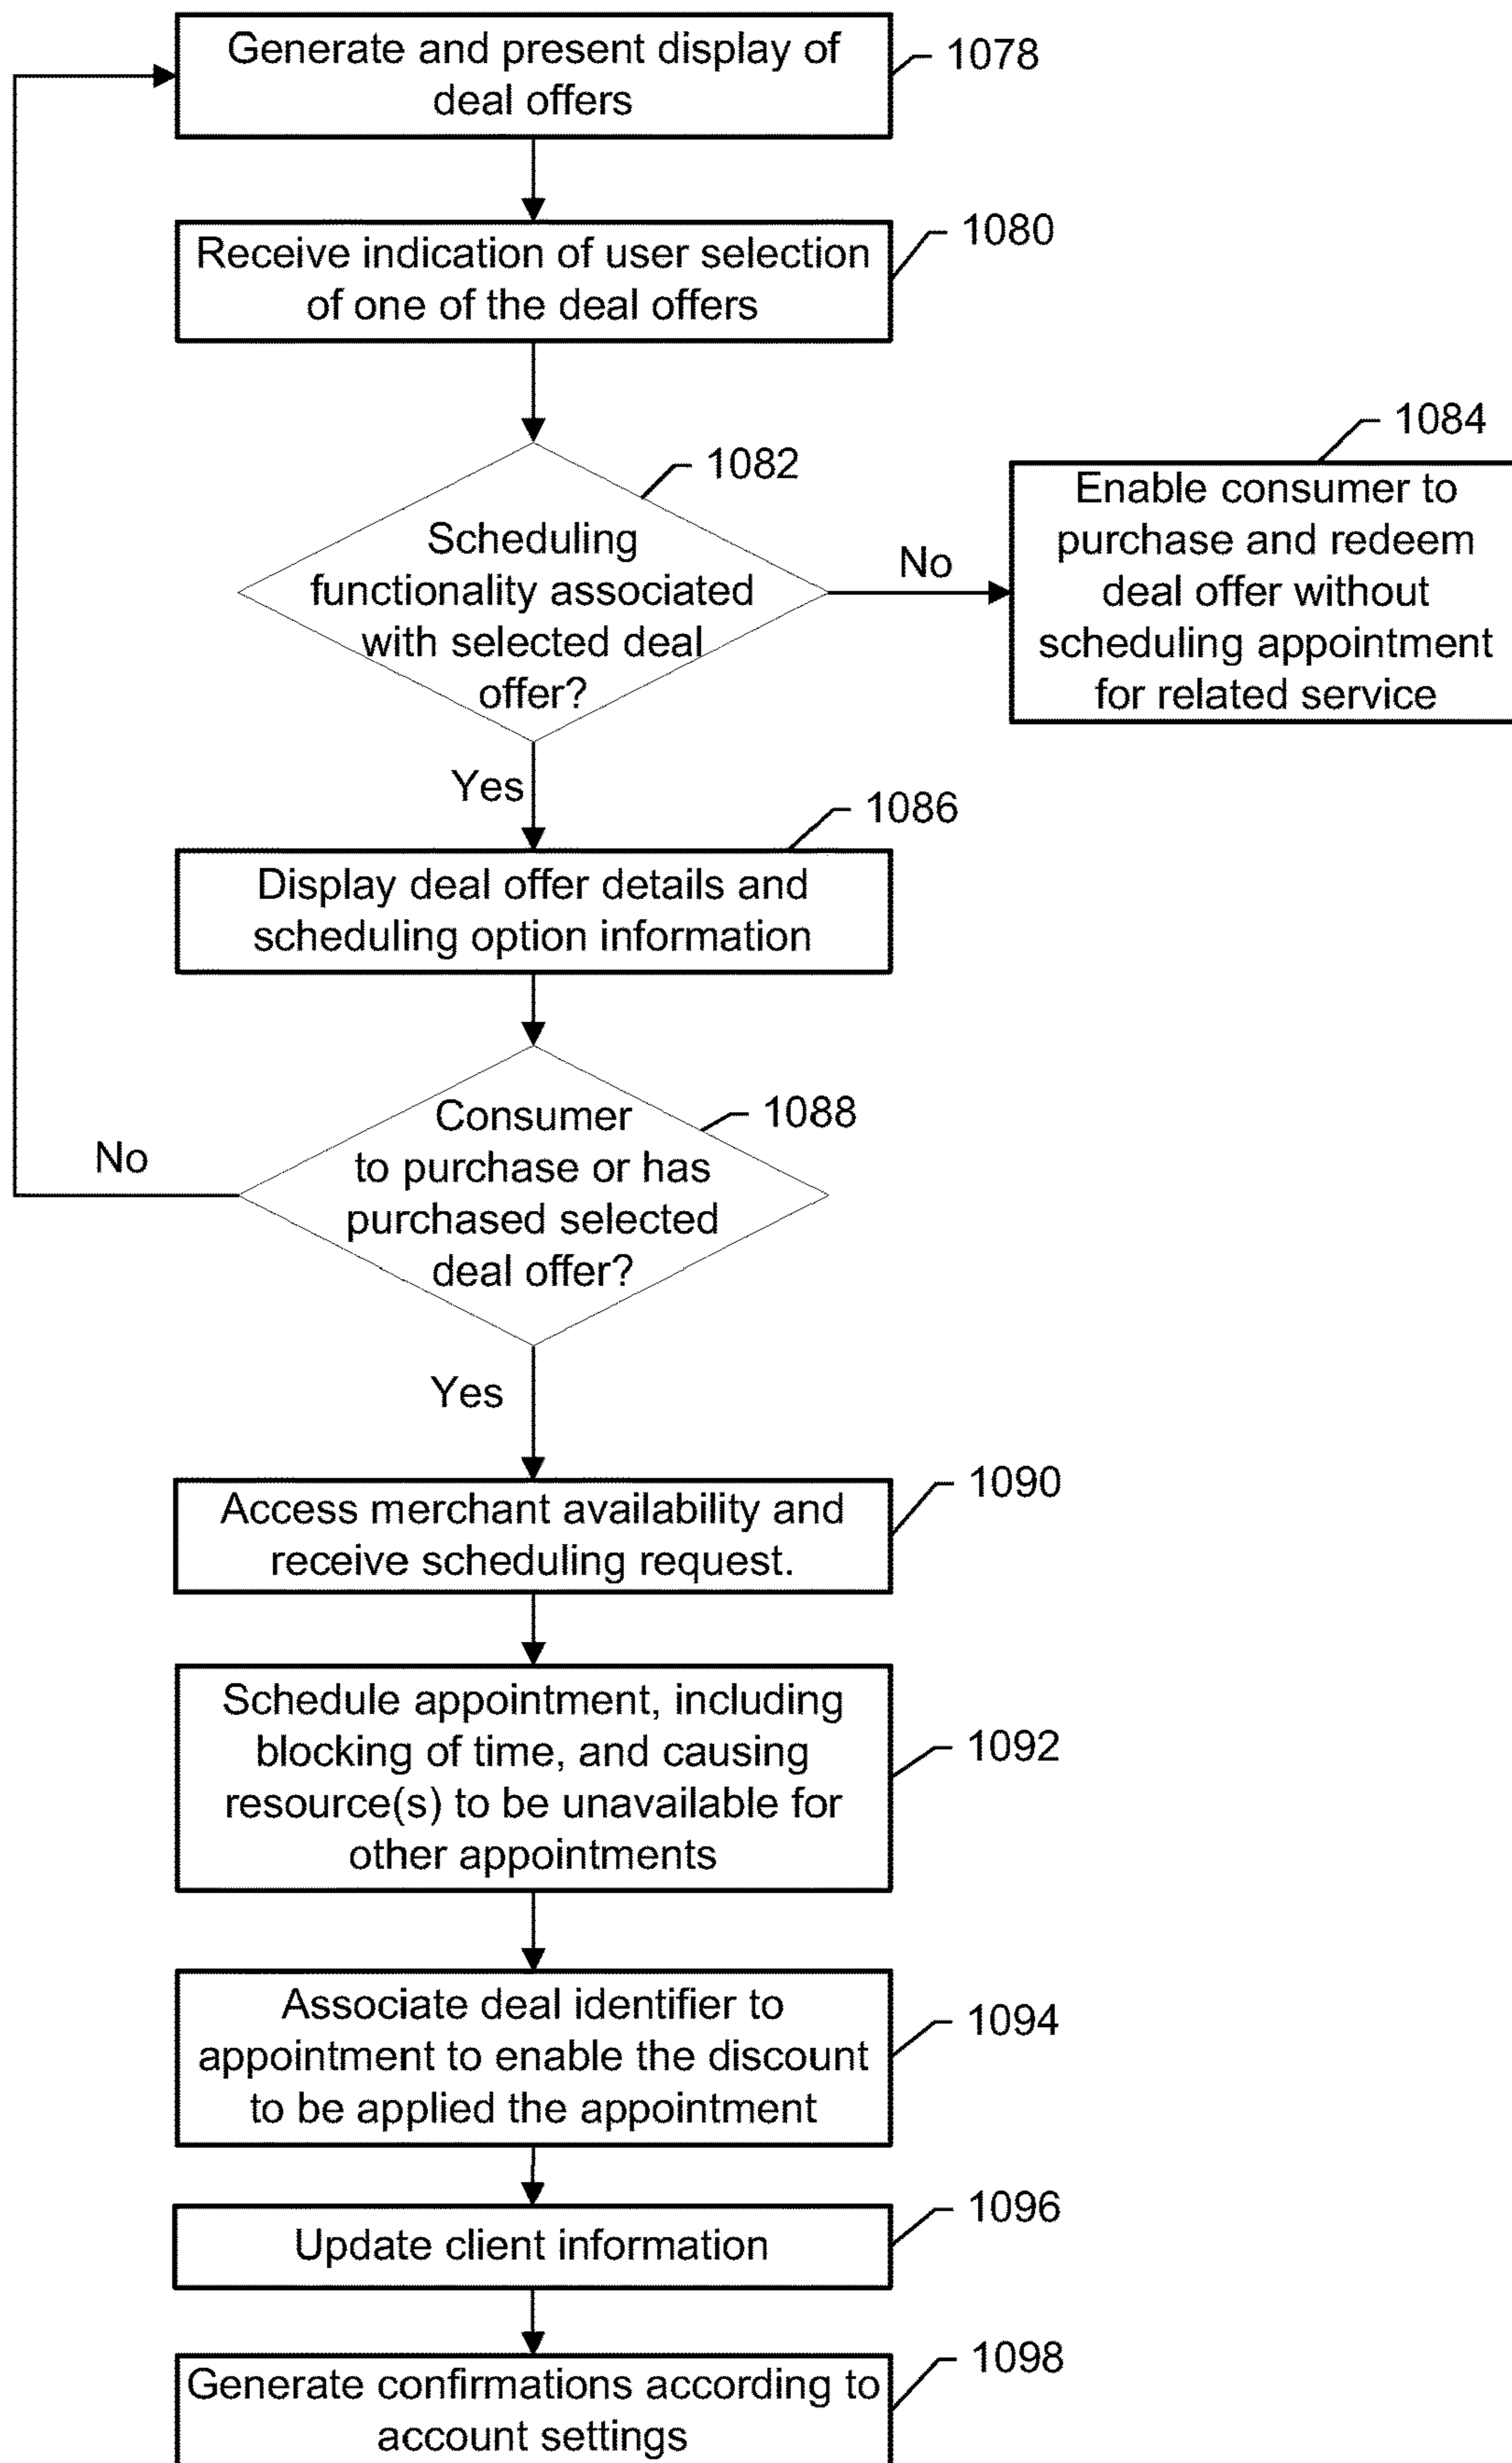 Generate and present display of
deal offers
1078
Receive indication of user selection
of one of the deal offers
1080
1082
Scheduling
functionality associated
with selected deal
offer?
No
1084
Enable consumer to
purchase and redeem
deal offer without
scheduling appointment
for related service
Yes
1086
Display deal offer details and
scheduling option information
1088
Consumer
to purchase or has
purchased selected
deal offer?
No
Yes
1090
Access merchant availability and
receive scheduling request.
Schedule appointment, including
blocking of time, and causing
resource(s) to be unavailable for
other appointments
1092
Associate deal identifier to
appointment to enable the discount
to be applied the appointment
1094
Update client information
1096
Generate confirmations according to
account settings
1098